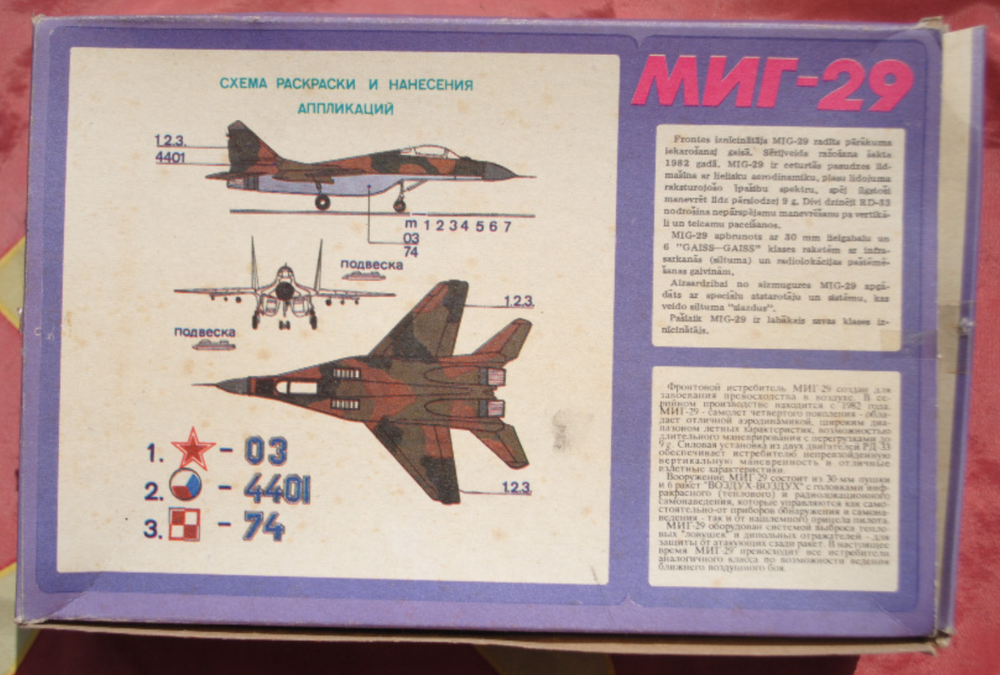 СХЕМА РАСКРАСКИ И НАНЕСЕНИЯ
АППЛИКАЦИЙ
1.2.3.
4401
m 1 2 3 4 5 6 7
03
74
подвеска
подвеска
1.2.3.
1.2.3.
1. - 03
2. - 4401
3. - 74
МИГ-29
Frontes iznīcinātājs MIG-29 radīts pārākuma
iekarošanai gaisā. Sērijveida ražošana sākta
1982 gadā. MIG-29 ir ceturtās paaudzes lid-
mašīna ar lielisku aerodinamiku, plašu lidojuma
raksturojošo īpašību spektru, spēj ilgstoši
manevrēt līdz pārslodzei 9 g. Divi dzinēji RD-33
nodrošina nepārspējamu manevrēšanu pa vertikā-
li un teicamu pacelšanos.
MIG-29 apbruņots ar 30 mm lielgabalu un
6 "GAISS—GAISS" klases raķetēm ar infra-
sarkanās (siltuma) un radiolokācijas paštēmē-
šanas galviņām.
Aizsardzībai no aizmugures MIG-29 apgā-
dāts ar speciālu atstarotāju un sistēmu, kas
veido siltuma "slazdus".
Pašlaik MIG-29 ir labākais savas klases iz-
nīcinātājs.
Фронтовой истребитель МИГ-29 создан для
завоевания превосходства в воздухе. В се-
рийном производстве находится с 1982 года.
МИГ-29 - самолет четвертого поколения - обла-
дает отличной аэродинамикой, широким диа-
пазоном летных характеристик, возможностью
длительного маневрирования с перегрузками до
9 g. Силовая установка из двух двигателей РД-33
обеспечивает истребителю непревзойденную
вертикальную маневренность и отличные
взлетные характеристики.
Вооружение МИГ-29 состоит из 30-мм пушки
и 6 ракет "ВОЗДУХ-ВОЗДУХ" с головками инф-
ракрасного (теплового) и радиолокационного
самонаведения, которые управляются как само-
стоятельно-от приборов обнаружения и самона-
ведения - так и от нашлемного прицела пилота.
МИГ-29 оборудован системой выброса тепло-
вых "ловушек" и дипольных отражателей - для
защиты от атакующих сзади ракет. В настоящее
время МИГ-29 превосходит все истребители
аналогичного класса по возможности ведения
ближнего воздушного боя.